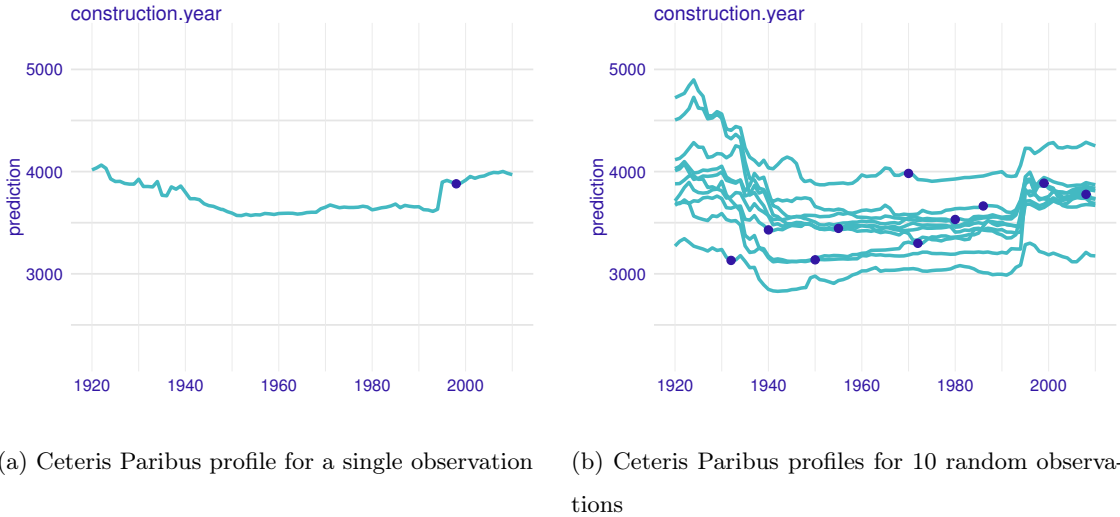 construction.year
5000
4000
3000
prediction
1920 1940 1960 1980 2000
construction.year
5000
4000
3000
prediction
1920 1940 1960 1980 2000
a) Ceteris Paribus profile for a single observation
(b) Ceteris Paribus profiles for 10 random observa-
tions